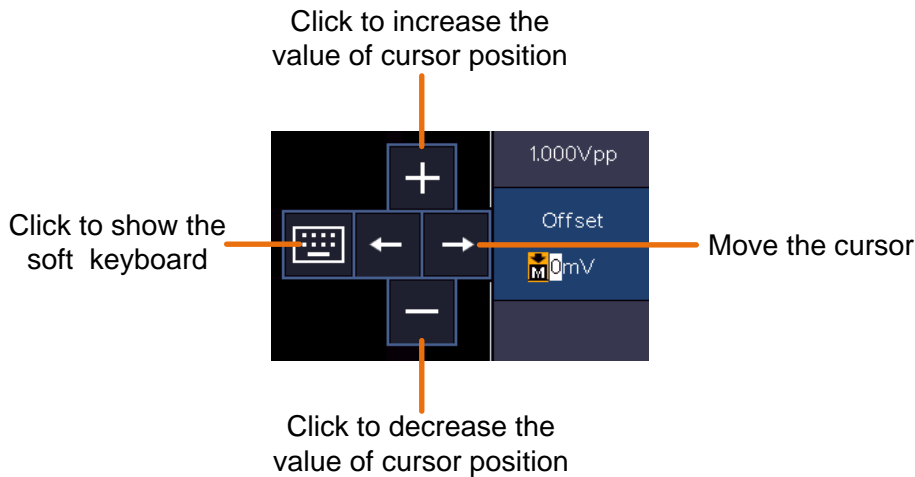 Click to increase the
value of cursor position
1.000Vpp
Click to show the
soft keyboard
Offset
M0mV
Move the cursor
Click to decrease the
value of cursor position